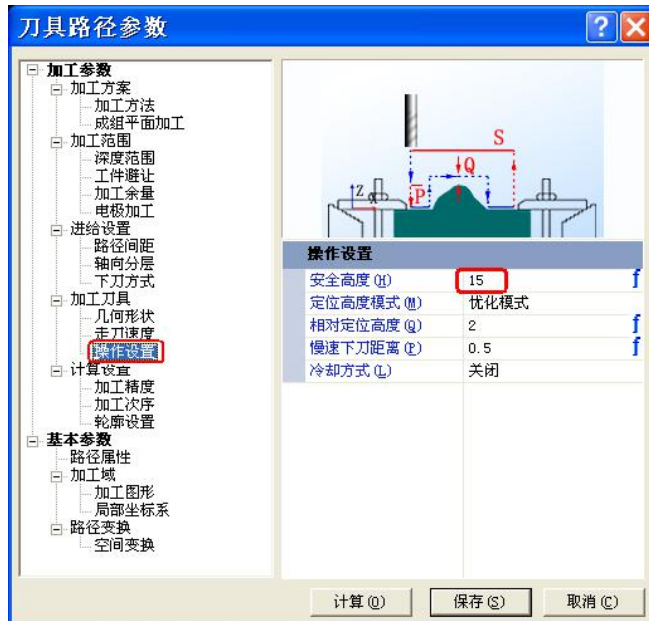 刀具路径参数
加工参数
加工方案
加工方法
成组平面加工
加工范围
深度范围
工件避让
加工余量
电极加工
进给设置
路径间距
轴向分层
下刀方式
加工刀具
几何形状
走刀速度
操作设置
计算设置
加工精度
加工次序
轮廓设置
基本参数
路径属性
加工域
加工图形
局部坐标系
路径变换
空间变换
S
Q
P
Z
X
操作设置
安全高度(H) 15 f
定位高度模式(M) 优化模式
相对定位高度(Q) 2 f
慢速下刀距离(P) 0.5 f
冷却方式(L) 关闭
计算(O) 保存(S) 取消(C)